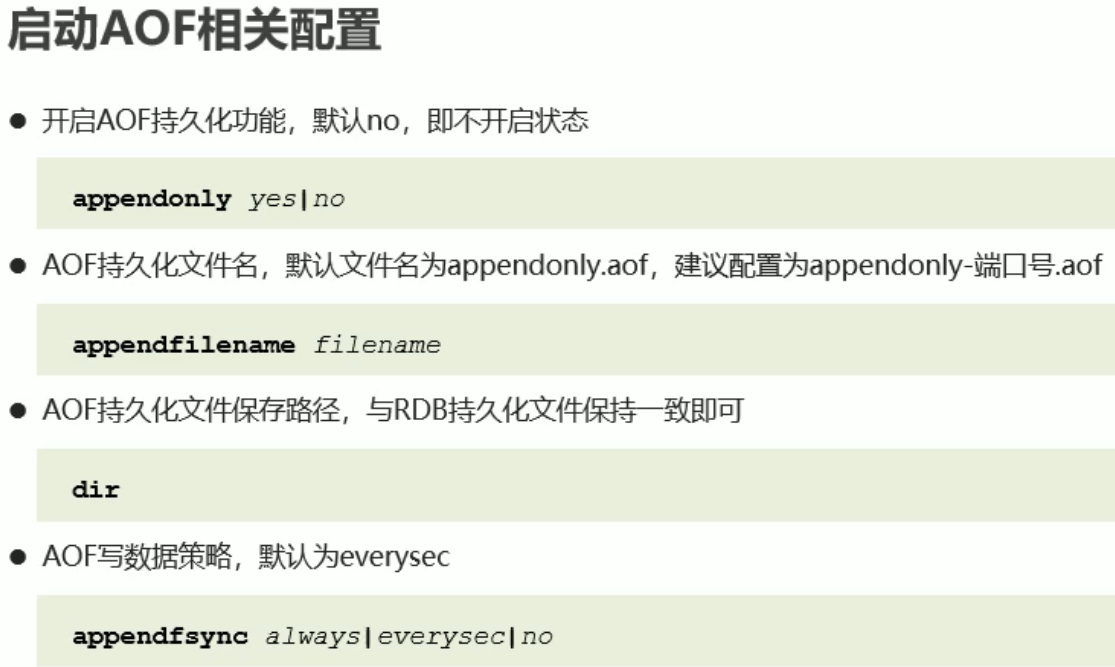 启动AOF相关配置
● 开启AOF持久化功能，默认no，即不开启状态
appendonly yes|no
● AOF持久化文件名，默认文件名为appendonly.aof，建议配置为appendonly-端口号.aof
appendfilename filename
● AOF持久化文件保存路径，与RDB持久化文件保持一致即可
dir
● AOF写数据策略，默认为everysec
appendfsync always|everysec|no